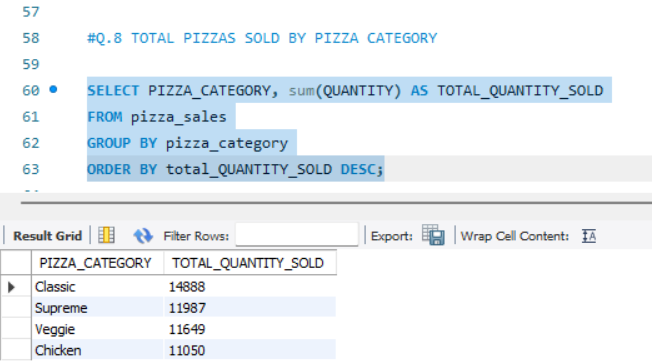 57
58 #Q.8 TOTAL PIZZAS SOLD BY PIZZA CATEGORY
59
60 SELECT PIZZA_CATEGORY, sum(QUANTITY) AS TOTAL_QUANTITY_SOLD
61 FROM pizza_sales
62 GROUP BY pizza_category
63 ORDER BY total_QUANTITY_SOLD DESC;
Result Grid Filter Rows: Export: Wrap Cell Content: IA
PIZZA_CATEGORY TOTAL_QUANTITY_SOLD
Classic 14888
Supreme 11987
Veggie 11649
Chicken 11050